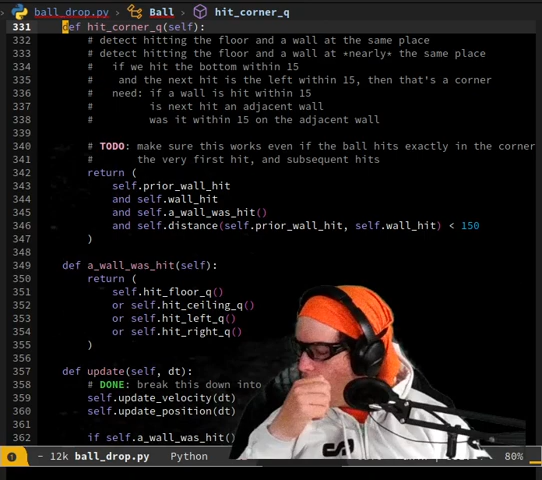 ball_drop.py › Ball › hit_corner_q
331 def hit_corner_q(self):
332 # detect hitting the floor and a wall at the same place
333 # detect hitting the floor and a wall at *nearly* the same place
334 # if we hit the bottom within 15
335 # and the next hit is the left within 15, then that's a corner
336 # need: if a wall is hit within 15
337 # is next hit an adjacent wall
338 # was it within 15 on the adjacent wall
339
340 # TODO: make sure this works even if the ball hits exactly in the corner
341 # the very first hit, and subsequent hits
342 return (
343 self.prior_wall_hit
344 and self.wall_hit
345 and self.a_wall_was_hit()
346 and self.distance(self.prior_wall_hit, self.wall_hit) < 150
347 )
348
349 def a_wall_was_hit(self):
350 return (
351 self.hit_floor_q()
352 or self.hit_ceiling_q()
353 or self.hit_left_q()
354 or self.hit_right_q()
355 )
356
357 def update(self, dt):
358 # DONE: break this down into
359 self.update_velocity(dt)
360 self.update_position(dt)
361
362 if self.a_wall_was_hit()
1 - 12k ball_drop.py Python 80%